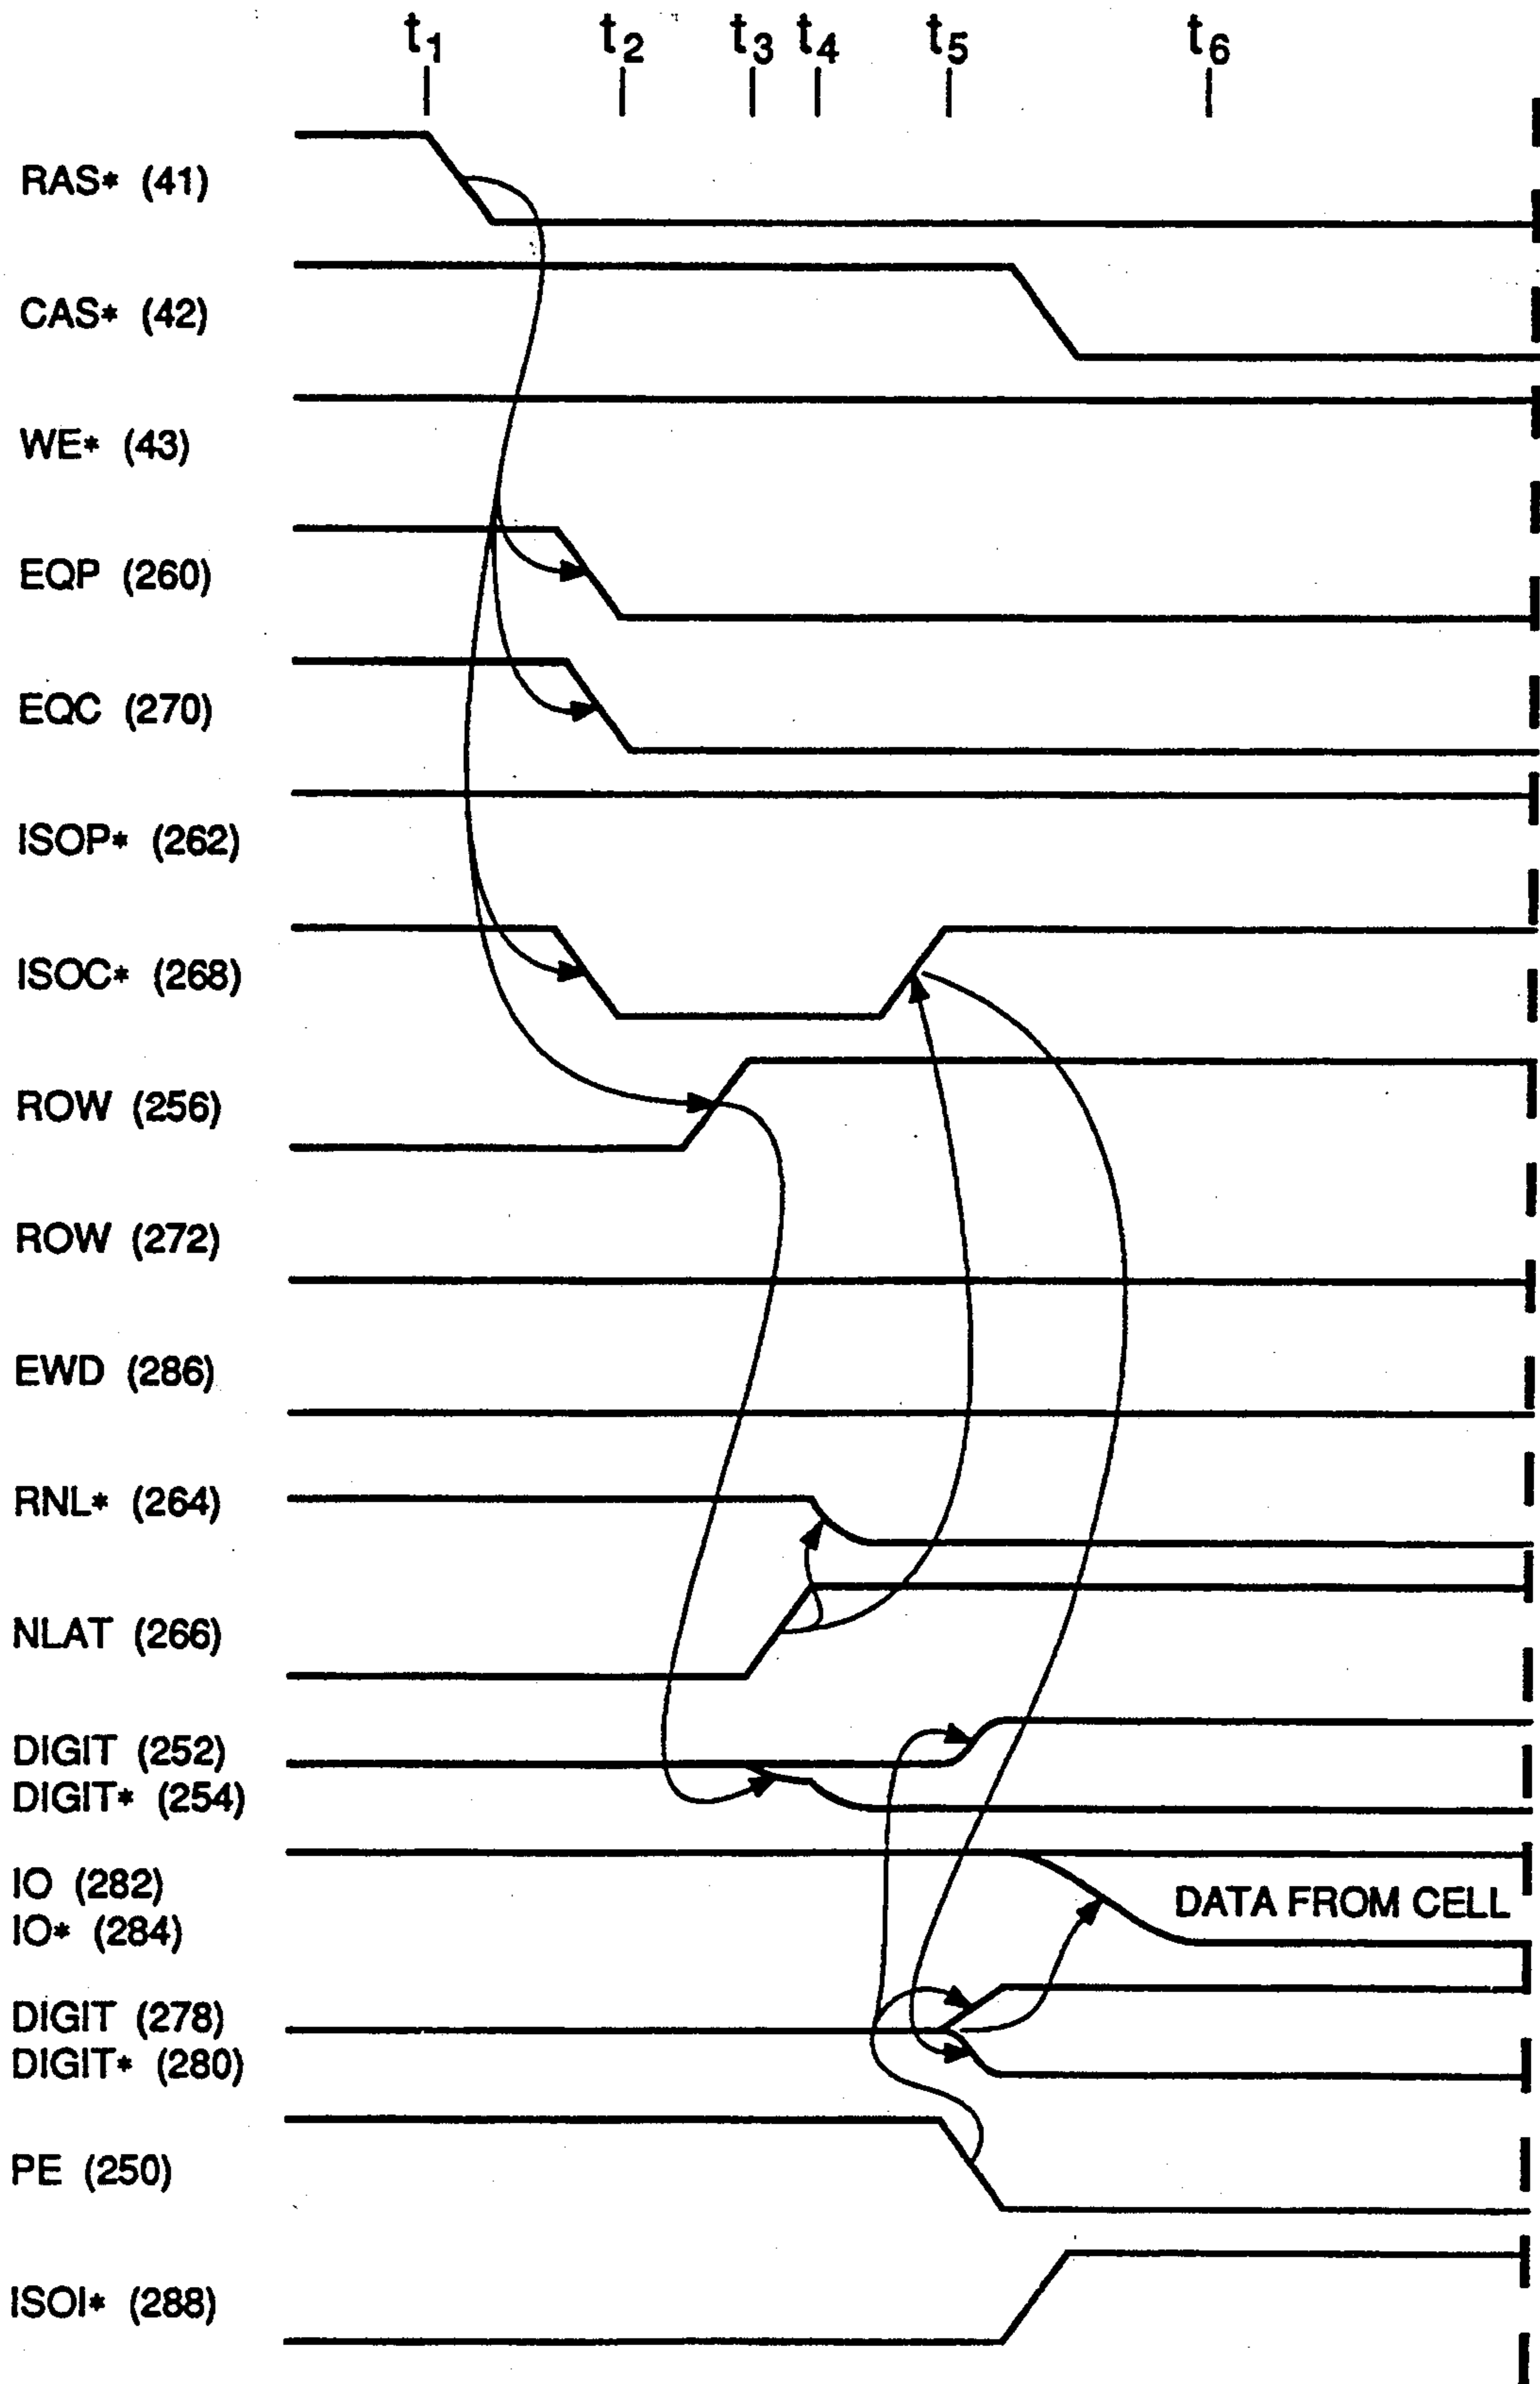 t1 t2 t3 t4 t5 t6
RAS* (41)
CAS* (42)
WE* (43)
EQP (260)
EQC (270)
ISOP* (262)
ISOC* (268)
ROW (256)
ROW (272)
EWD (286)
RNL* (264)
NLAT (266)
DIGIT (252)
DIGIT* (254)
IO (282)
DATA FROM CELL
IO* (284)
DIGIT (278)
DIGIT* (280)
PE (250)
ISOI* (288)